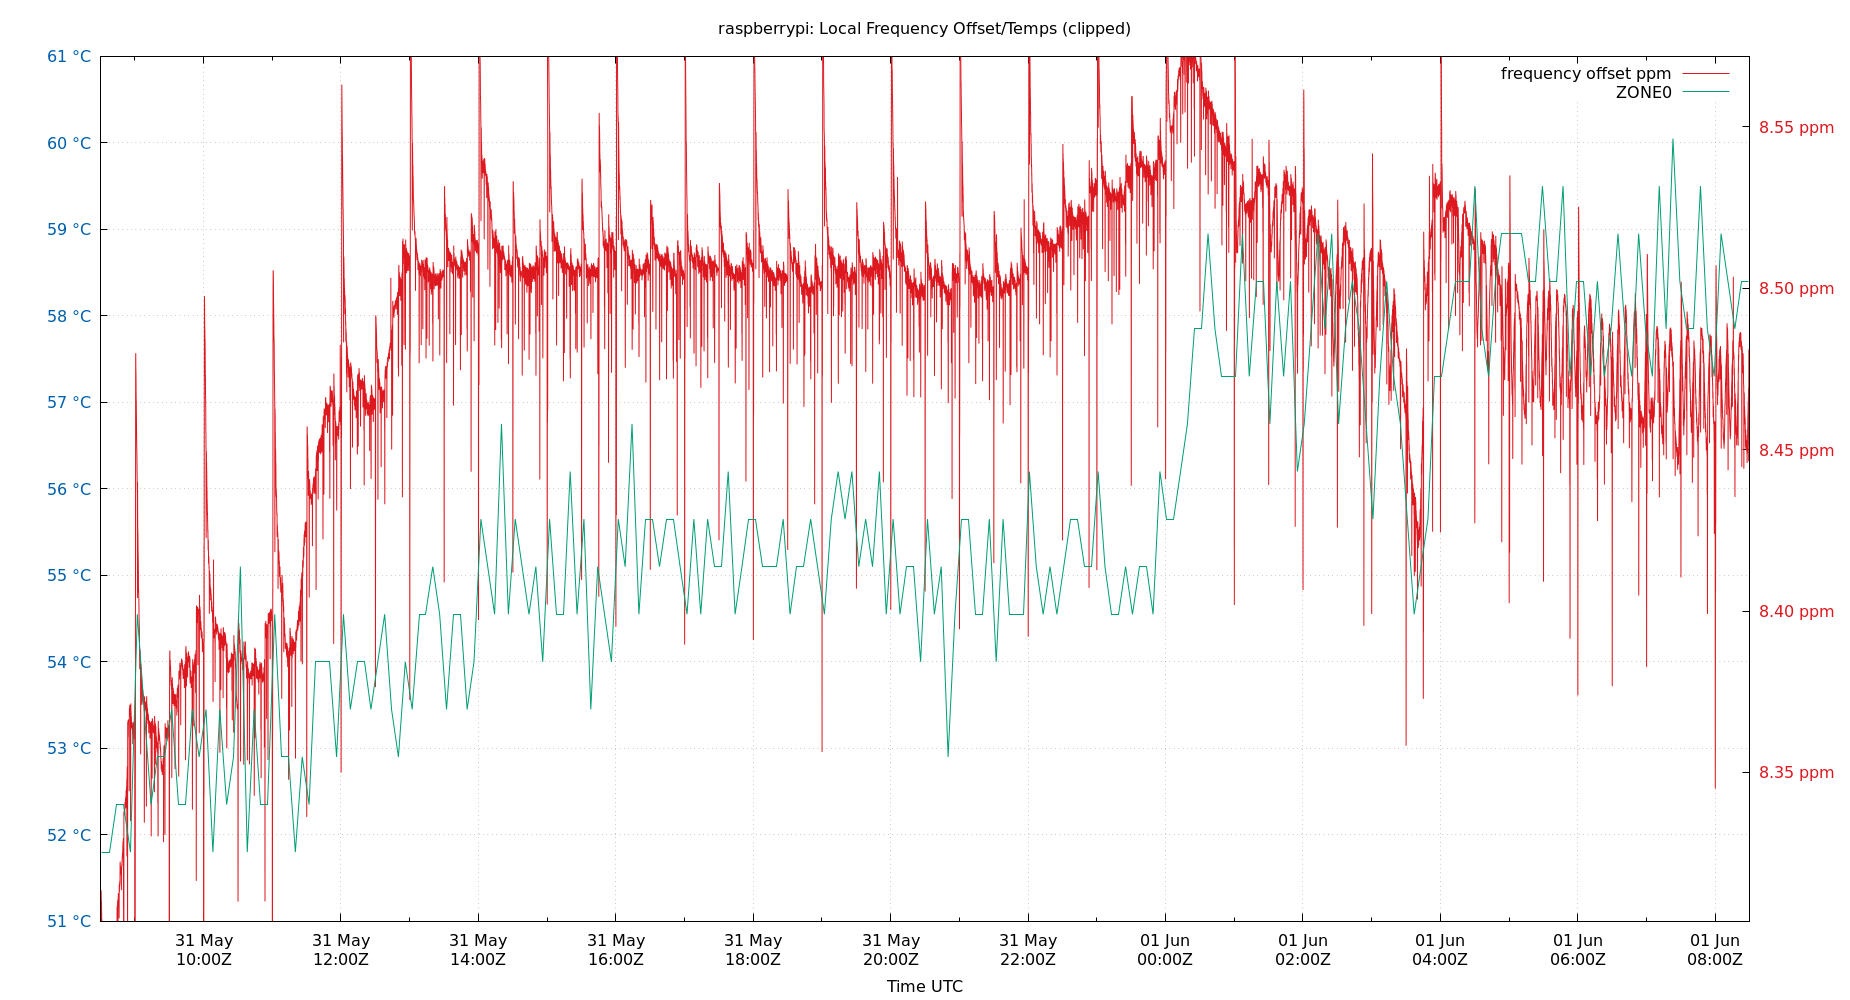 raspberrypi: Local Frequency Offset/Temps (clipped)
61 °C
60 °C
59 °C
58 °C
57 °C
56 °C
55 °C
54 °C
53 °C
52 °C
51 °C
frequency offset ppm
ZONE0
8.55 ppm
8.50 ppm
8.45 ppm
8.40 ppm
8.35 ppm
31 May 31 May 31 May 31 May 31 May 31 May 31 May 01 Jun 01 Jun 01 Jun 01 Jun 01 Jun
10:00Z 12:00Z 14:00Z 16:00Z 18:00Z 20:00Z 22:00Z 00:00Z 02:00Z 04:00Z 06:00Z 08:00Z
Time UTC